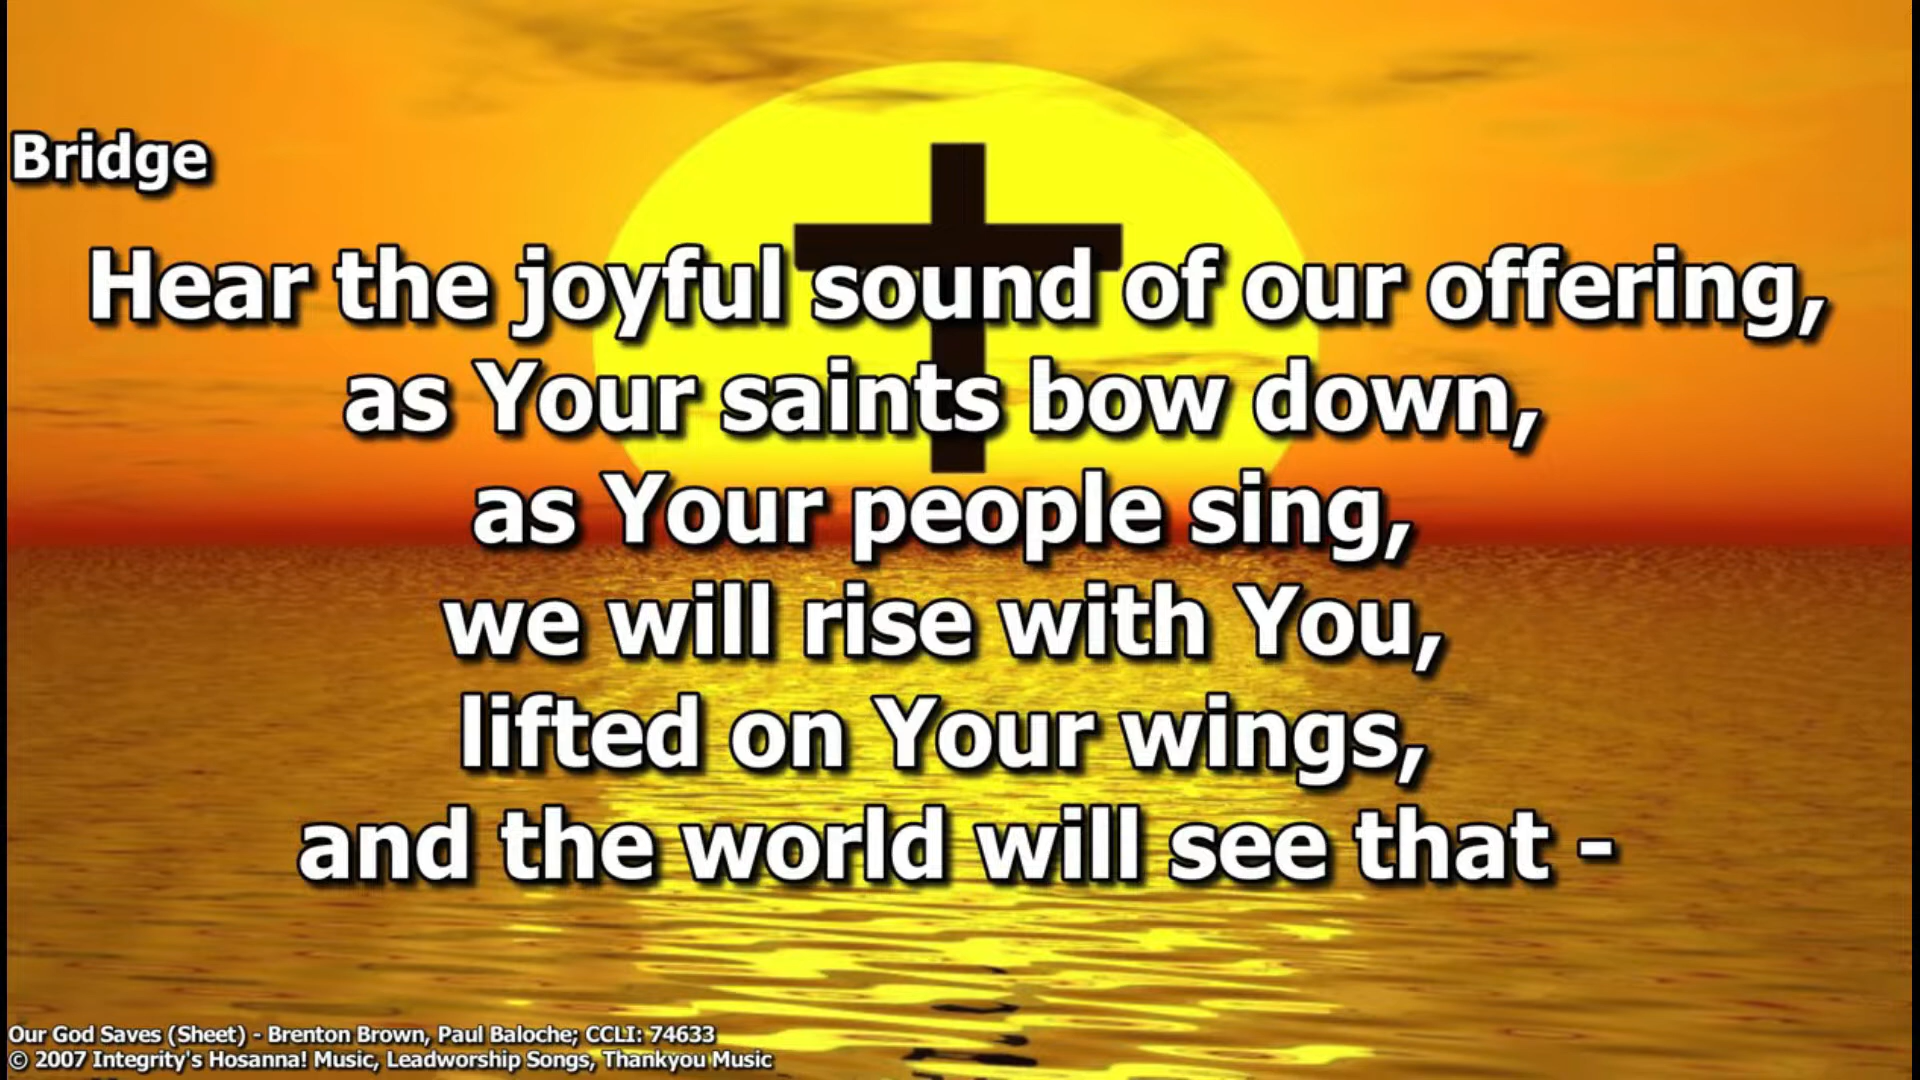 Bridge
Hear the joyful sound of our offering,
as Your saints bow down,
as Your people sing,
we will rise with You,
lifted on Your wings,
and the world will see that -
Our God Saves (Sheet) - Brenton Brown, Paul Baloche; CCLI: 74633
© 2007 Integrity's Hosanna! Music, Leadworship Songs, Thankyou Music